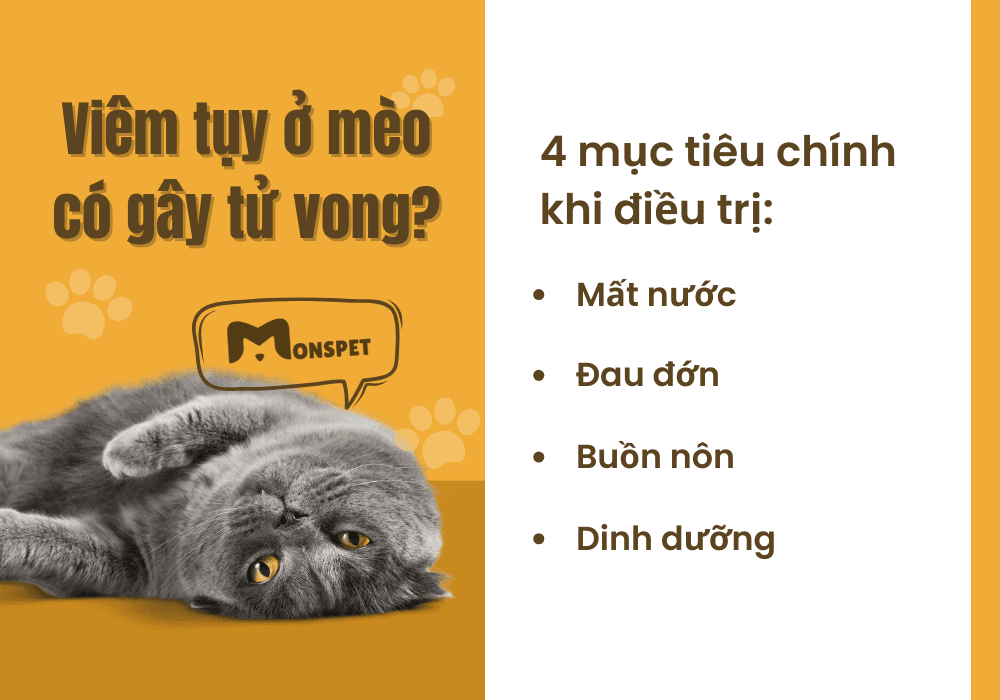 Viêm tụy ở mèo
có gây tử vong?
MONSPET
4 mục tiêu chính
khi điều trị:
• Mất nước
• Đau đớn
• Buồn nôn
• Dinh dưỡng